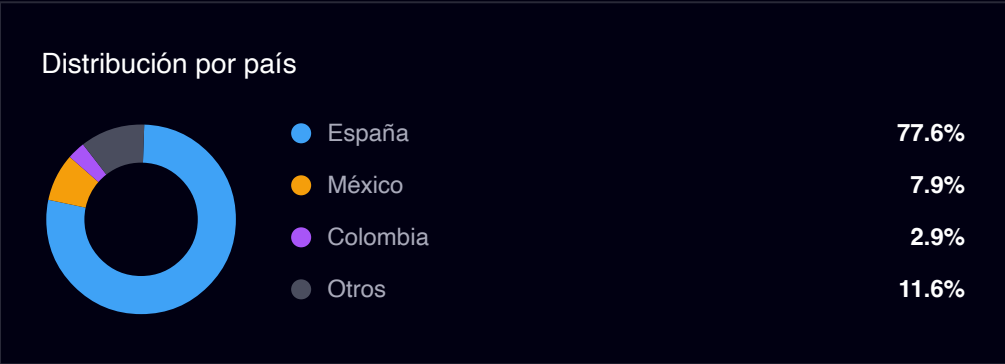 Distribución por país
España 77.6%
México 7.9%
Colombia 2.9%
Otros 11.6%